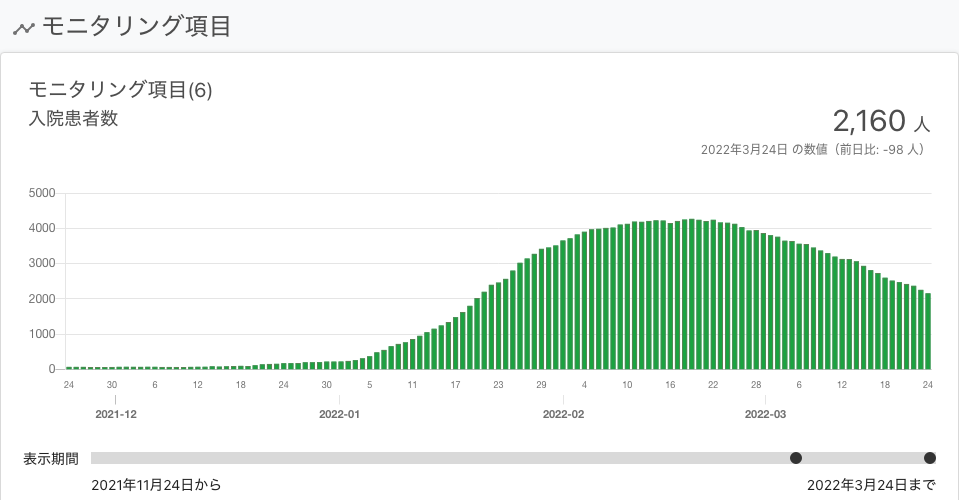 モニタリング項目
モニタリング項目(6)
入院患者数
2,160 人
2022年3月24日 の数値（前日比: -98 人）
5000
4000
3000
2000
1000
0
24 30 6 12 18 24 30 5 11 17 23 29 4 10 16 22 28 6 12 18 24
2021-12 2022-01 2022-02 2022-03
表示期間
2021年11月24日から 2022年3月24日まで